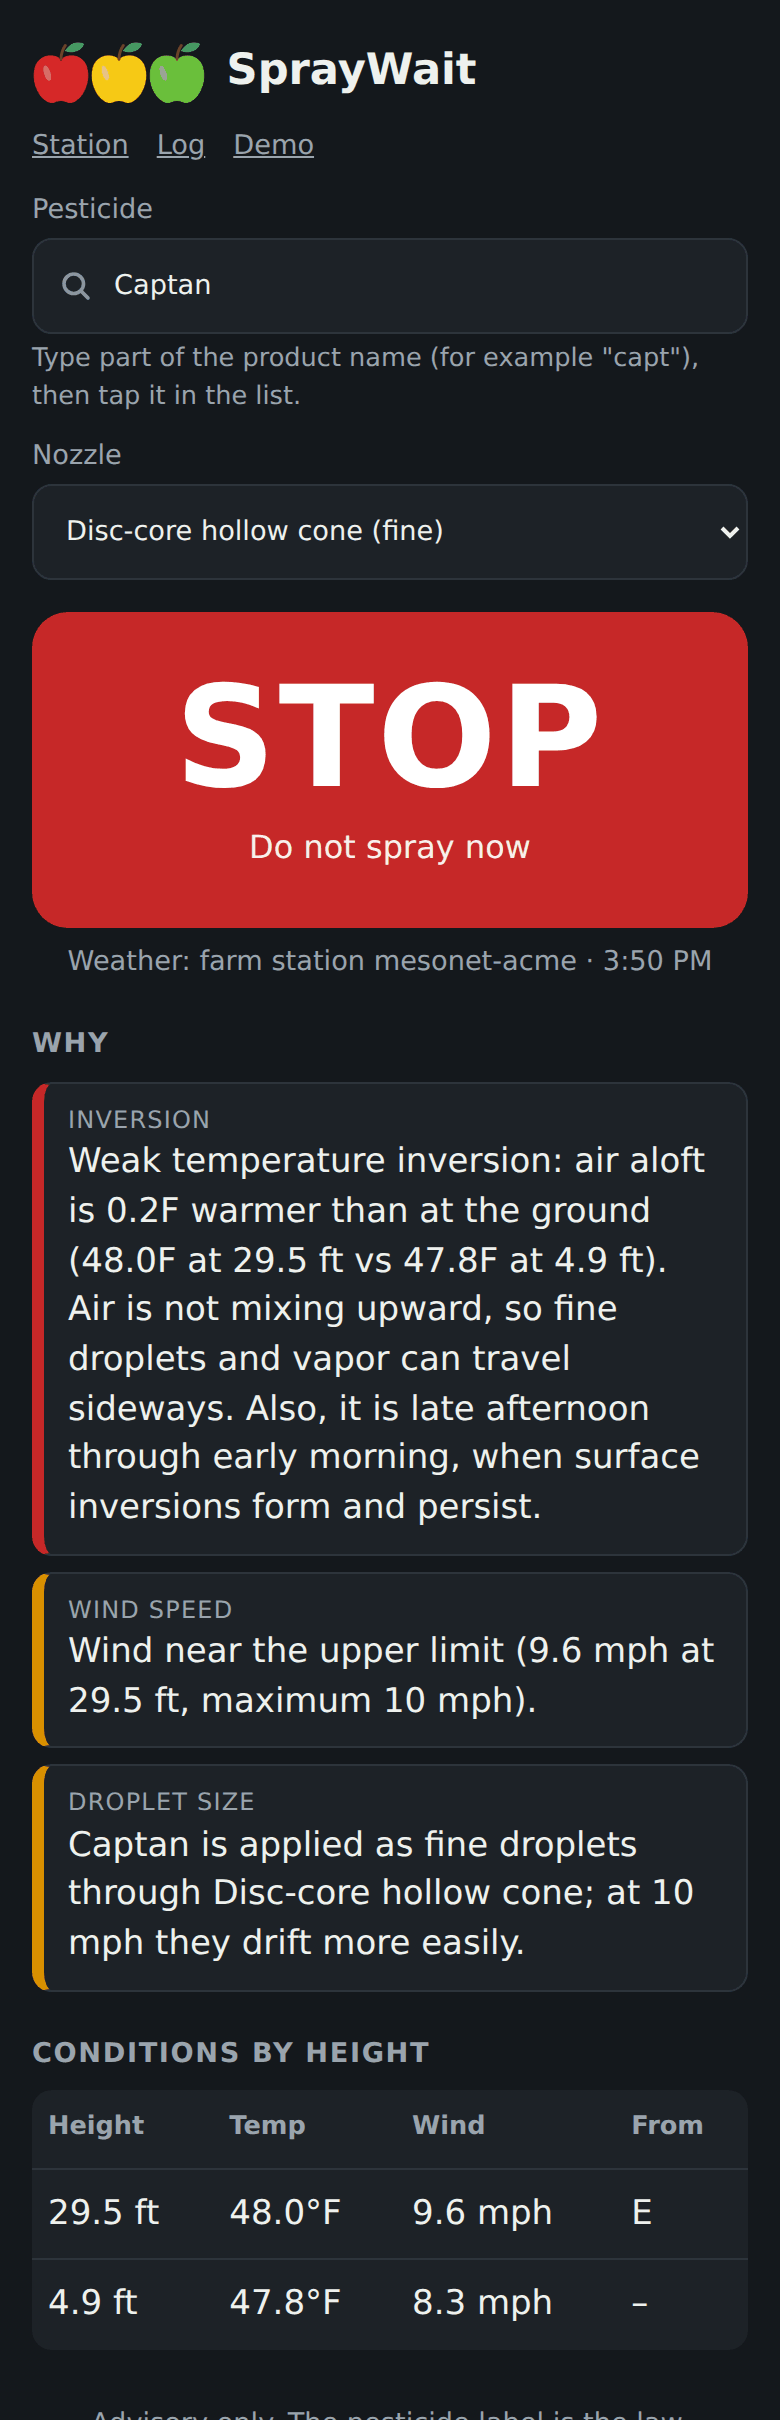 SprayWait
Station Log Demo
Pesticide
Captan
Type part of the product name (for example "capt"),
then tap it in the list.
Nozzle
Disc-core hollow cone (fine)
STOP
Do not spray now
Weather: farm station mesonet-acme · 3:50 PM
WHY
INVERSION
Weak temperature inversion: air aloft
is 0.2F warmer than at the ground
(48.0F at 29.5 ft vs 47.8F at 4.9 ft).
Air is not mixing upward, so fine
droplets and vapor can travel
sideways. Also, it is late afternoon
through early morning, when surface
inversions form and persist.
WIND SPEED
Wind near the upper limit (9.6 mph at
29.5 ft, maximum 10 mph).
DROPLET SIZE
Captan is applied as fine droplets
through Disc-core hollow cone; at 10
mph they drift more easily.
CONDITIONS BY HEIGHT
Height Temp Wind From
29.5 ft 48.0°F 9.6 mph E
4.9 ft 47.8°F 8.3 mph –
Advisory only. The pesticide label is the law.